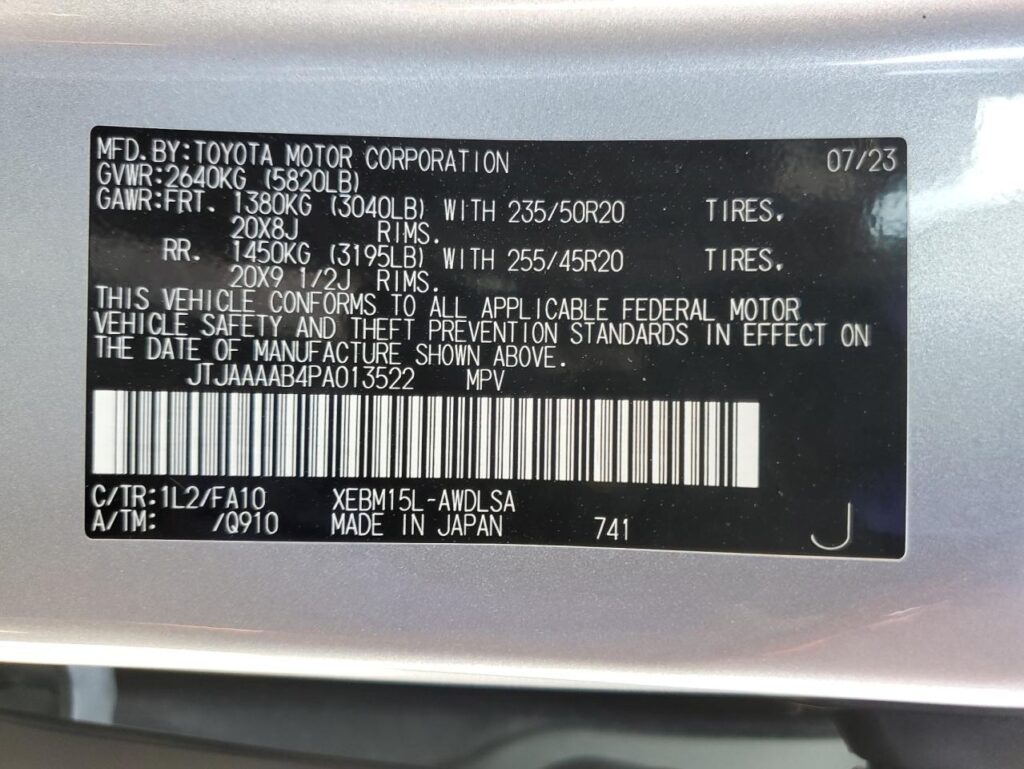 MFD. BY:TOYOTA MOTOR CORPORATION 07/23
GVWR:2640KG (5820LB)
GAWR:FRT. 1380KG (3040LB) WITH 235/50R20 TIRES.
20X8J RIMS.
RR. 1450KG (3195LB) WITH 255/45R20 TIRES.
20X9 1/2J RIMS.
THIS VEHICLE CONFORMS TO ALL APPLICABLE FEDERAL MOTOR
VEHICLE SAFETY AND THEFT PREVENTION STANDARDS IN EFFECT ON
THE DATE OF MANUFACTURE SHOWN ABOVE.
JTJAAAAB4PA013522 MPV
C/TR:1L2/FA10 XEBM15L-AWDLSA
A/TM: /Q910 MADE IN JAPAN 741 J